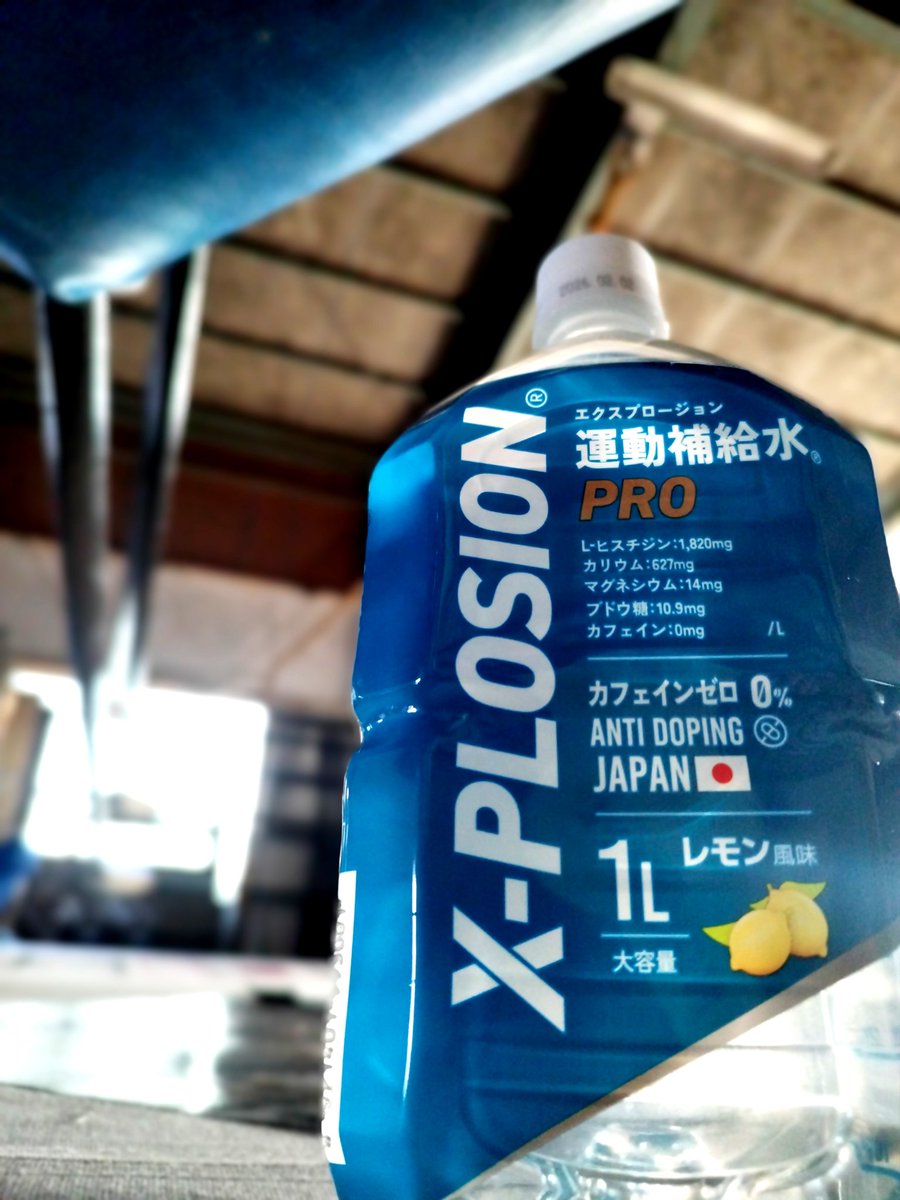 X-PLOSION®
エクスプロージョン
運動補給水®
PRO
L-ヒスチジン:1,820mg
カリウム:627mg
マグネシウム:14mg
ブドウ糖:10.9mg
カフェイン:0mg /L
カフェインゼロ 0%
ANTI DOPING
JAPAN
1L レモン風味
大容量